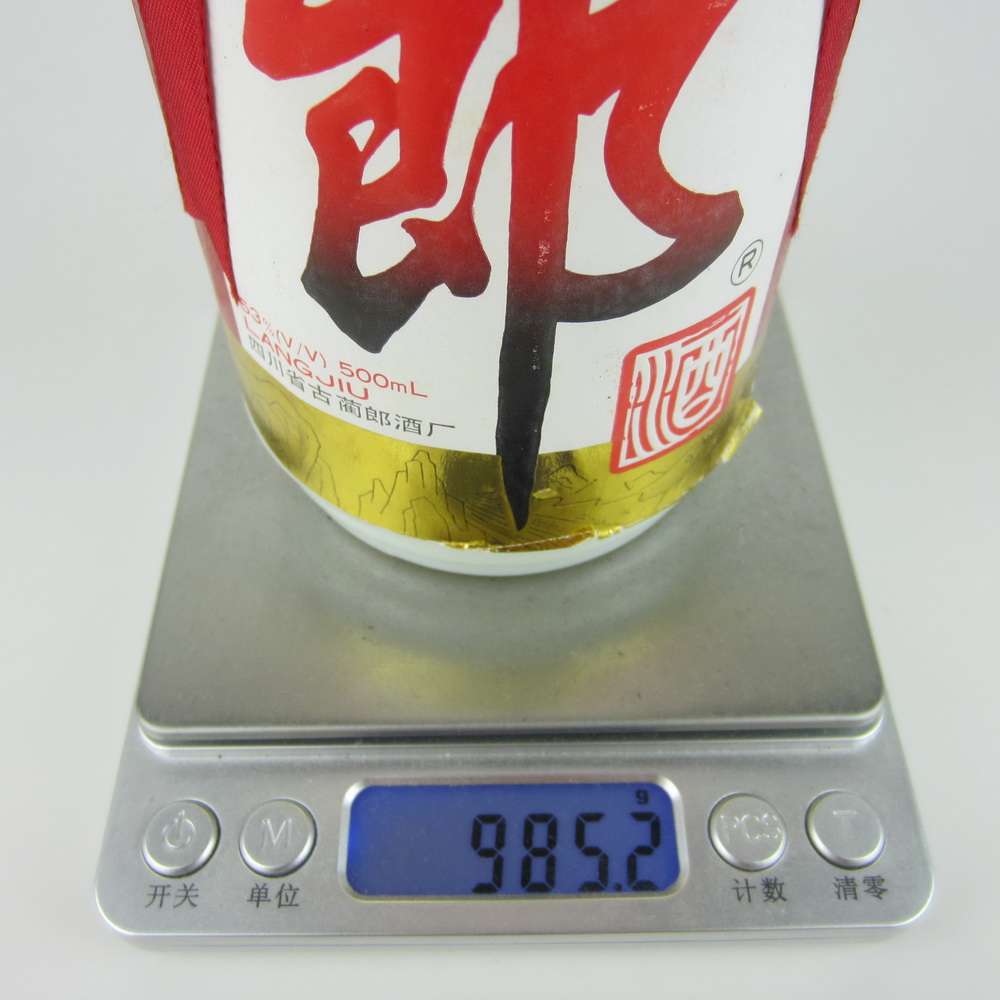 郎
®
53%(V/V) 500mL
LANGJIU
四川省古蔺郎酒厂
酒
g
985.2
M
PCS
T
开关
单位
计数
清零